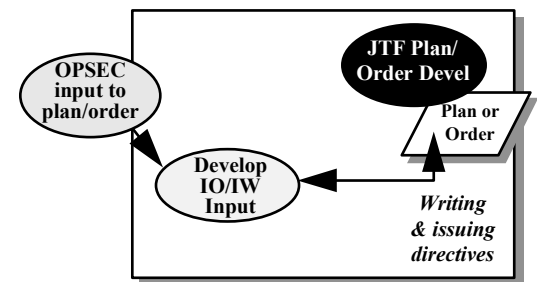 OPSEC
input to
plan/order
JTF Plan/
Order Devel
Plan or
Order
Develop
IO/IW
Input
Writing
& issuing
directives